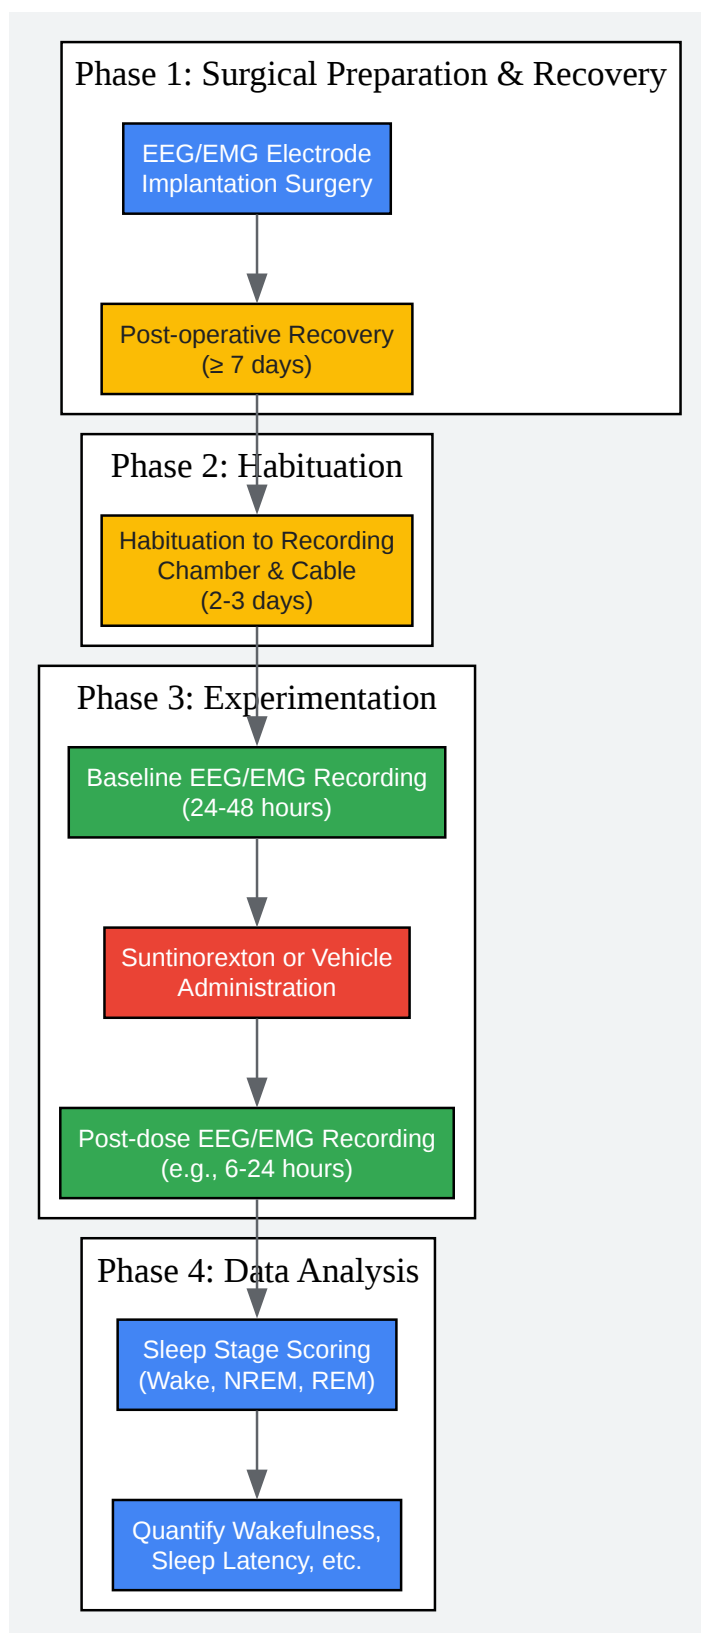 Phase 1: Surgical Preparation & Recovery
EEG/EMG Electrode
Implantation Surgery
Post-operative Recovery
(≥ 7 days)
Phase 2: Habituation
Habituation to Recording
Chamber & Cable
(2-3 days)
Phase 3: Experimentation
Baseline EEG/EMG Recording
(24-48 hours)
Suntinorexton or Vehicle
Administration
Post-dose EEG/EMG Recording
(e.g., 6-24 hours)
Phase 4: Data Analysis
Sleep Stage Scoring
(Wake, NREM, REM)
Quantify Wakefulness,
Sleep Latency, etc.